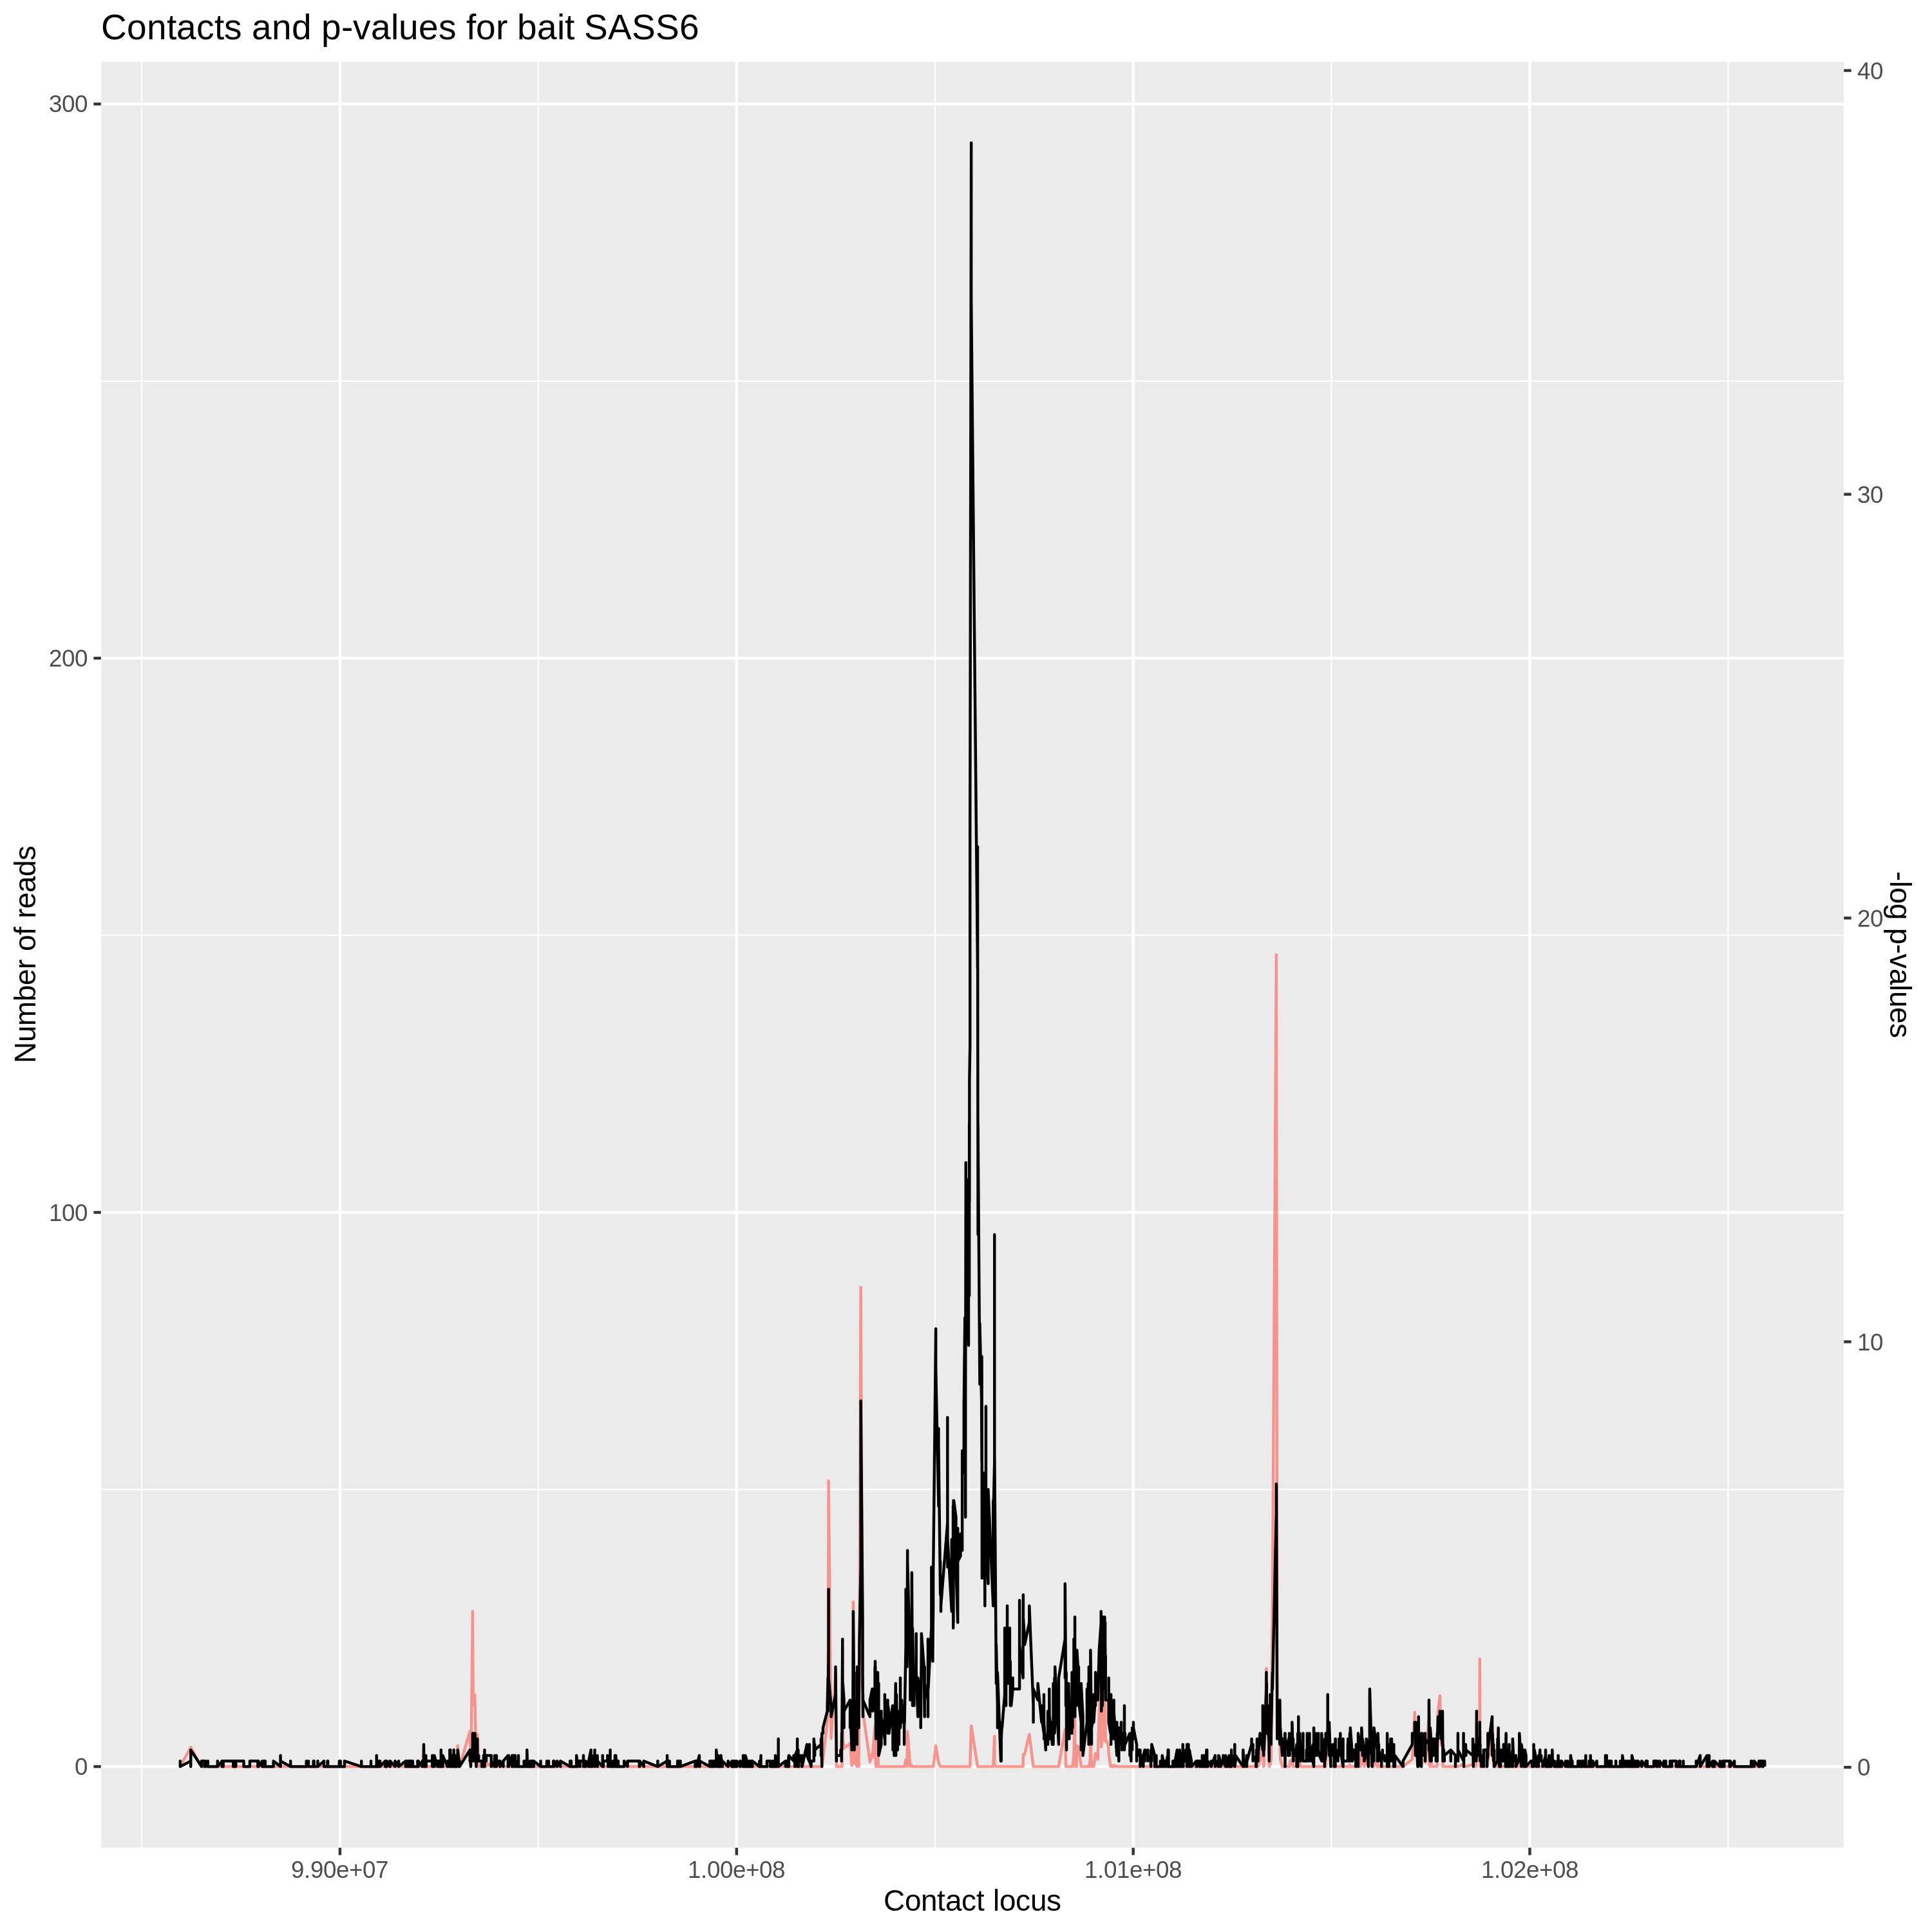 Contacts and p-values for bait SASS6
300
200
100
0
Number of reads
40
30
20
10
0
-log p-values
9.90e+07
1.00e+08
1.01e+08
1.02e+08
Contact locus